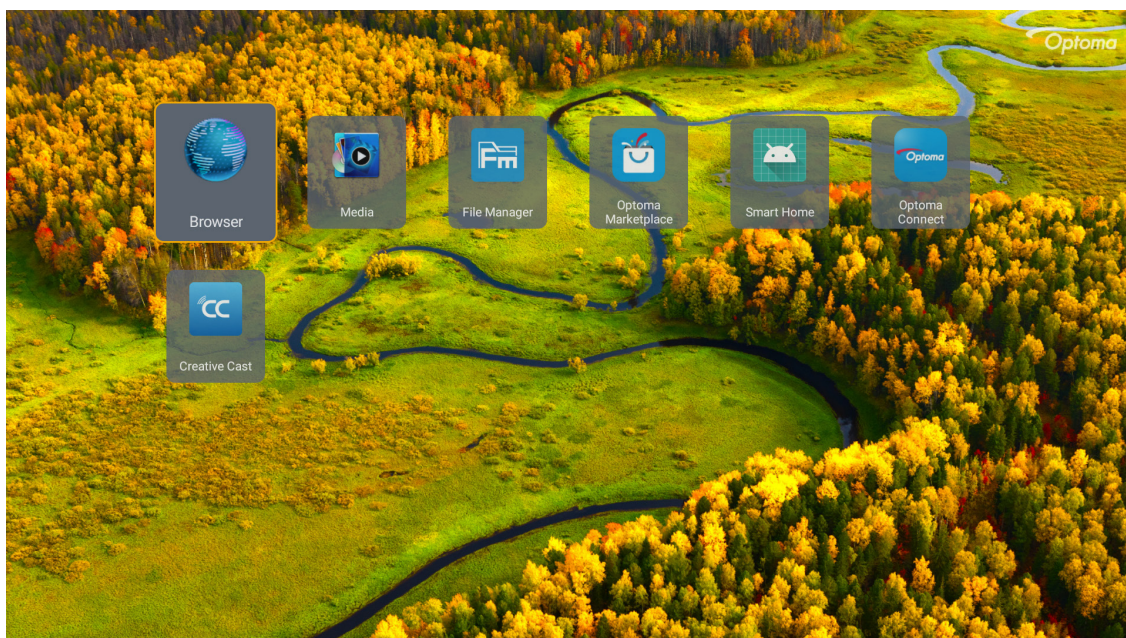 Optoma
Browser
Media
Fm
File Manager
Optoma
Marketplace
Smart Home
Optoma
Optoma
Connect
CC
Creative Cast